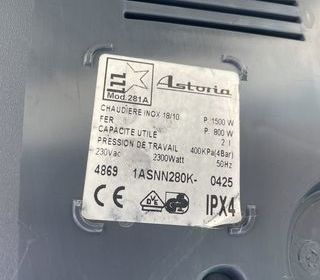 Astoria
Mod.281A
CHAUDIERE INOX 18/10 P. 1500 W
FER P. 800 W
CAPACITE UTILE 2 l
PRESSION DE TRAVAIL 400KPa(4Bar)
230Vac 2300Watt 50Hz
4869 1ASNN280K- 0425
CE IPX4